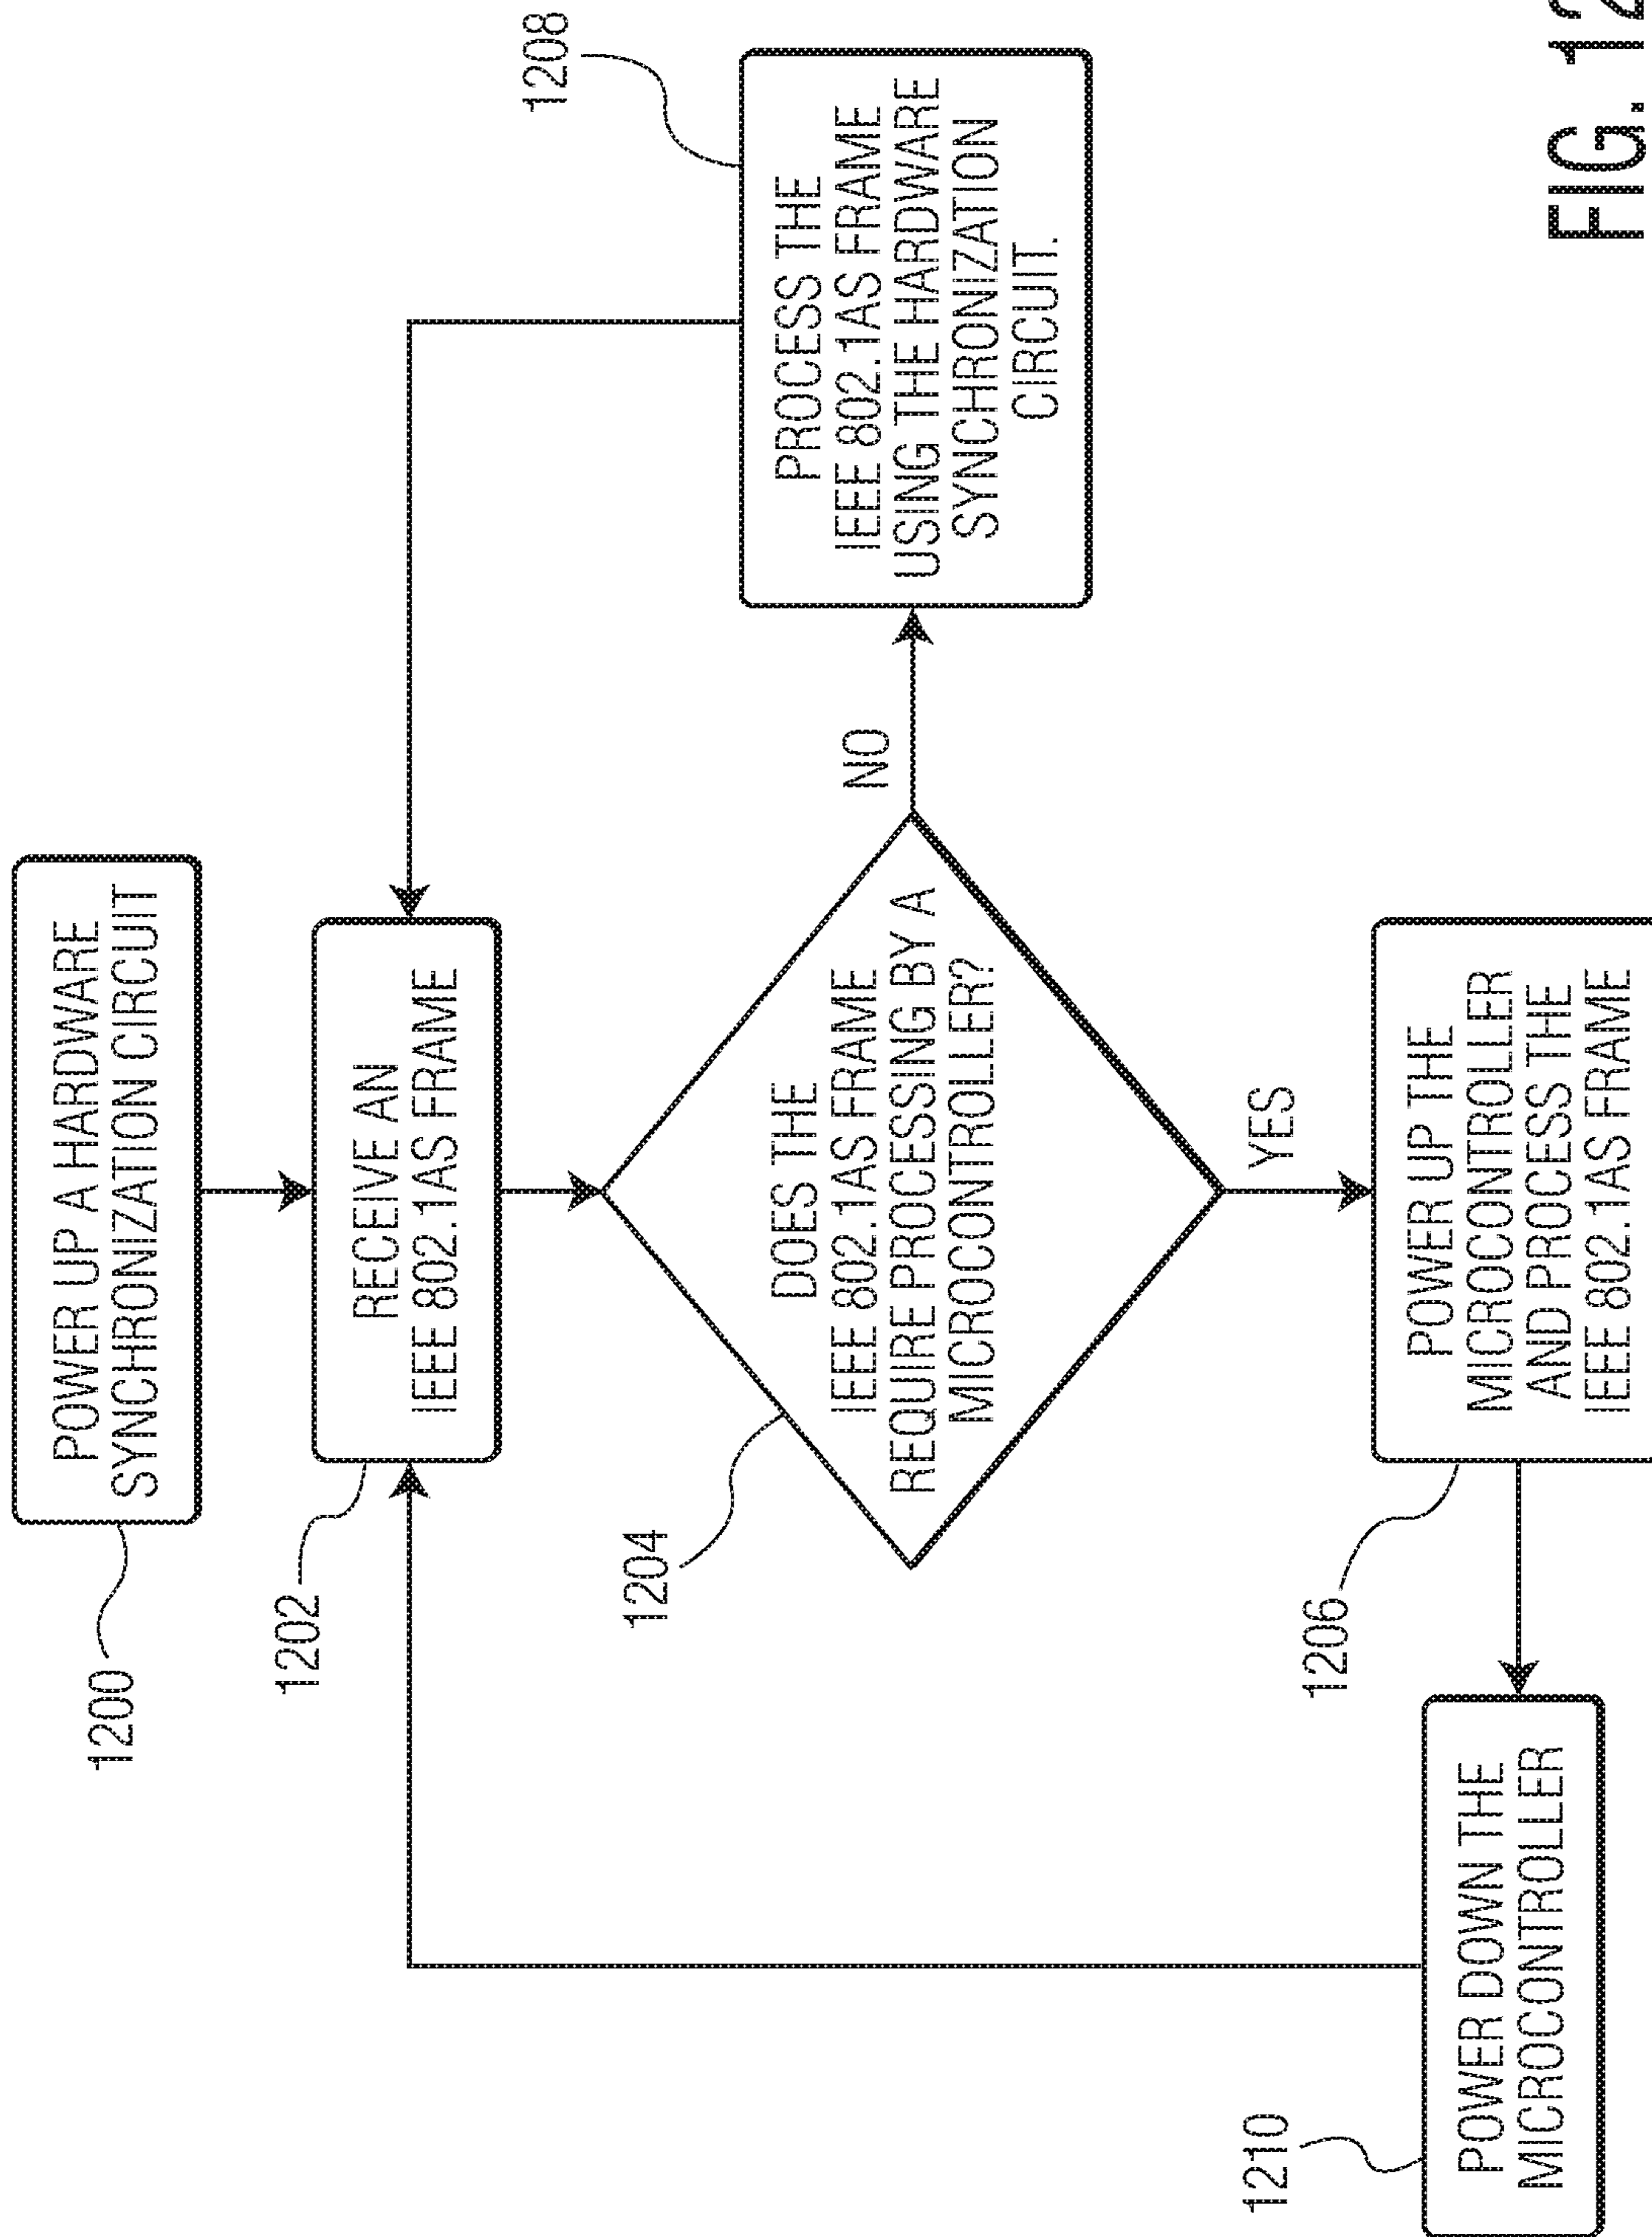 1200
POWER UP A HARDWARE
SYNCHRONIZATION CIRCUIT
1202
RECEIVE AN
IEEE 802.1AS FRAME
1204
DOES THE
IEEE 802.1AS FRAME
REQUIRE PROCESSING BY A
MICROCONTROLLER?
NO
1208
PROCESS THE
IEEE 802.1AS FRAME
USING THE HARDWARE
SYNCHRONIZATION
CIRCUIT.
YES
1206
POWER UP THE
MICROCONTROLLER
AND PROCESS THE
IEEE 802.1AS FRAME
1210
POWER DOWN THE
MICROCONTROLLER
FIG. 12